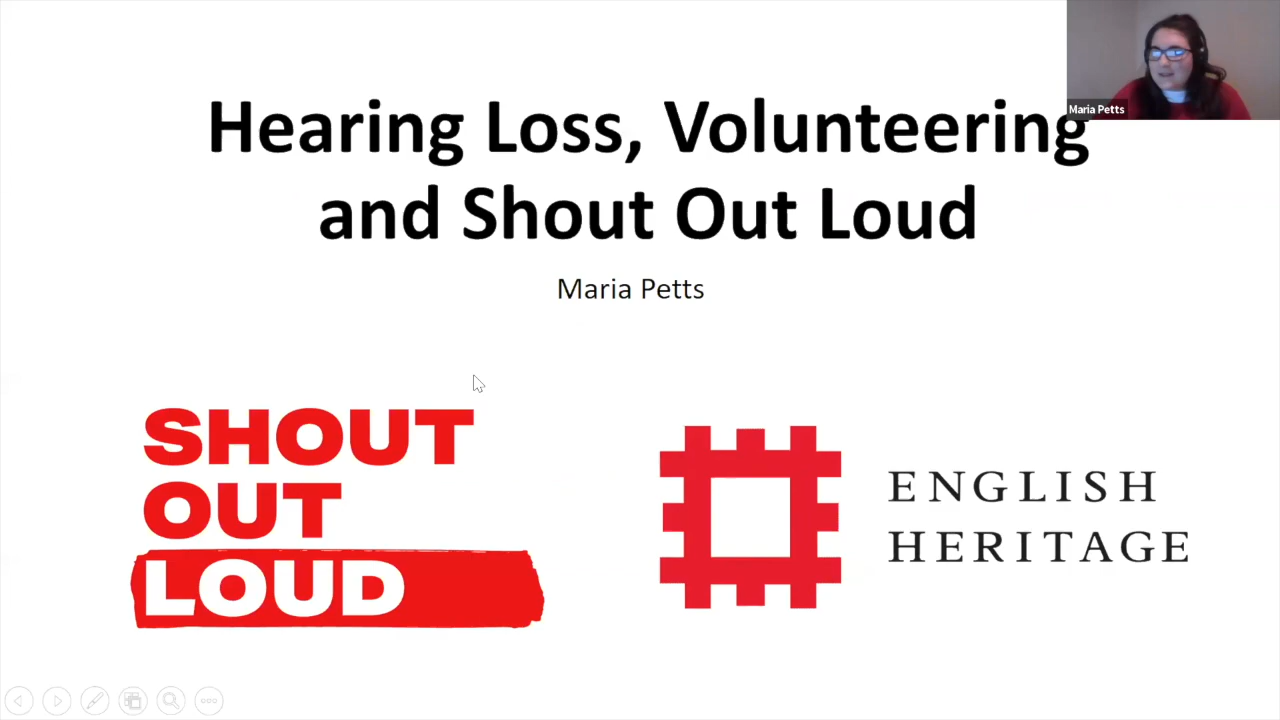 Hearing Loss, Volunteering
and Shout Out Loud
Maria Petts
Maria Petts
SHOUT
OUT
LOUD
ENGLISH
HERITAGE